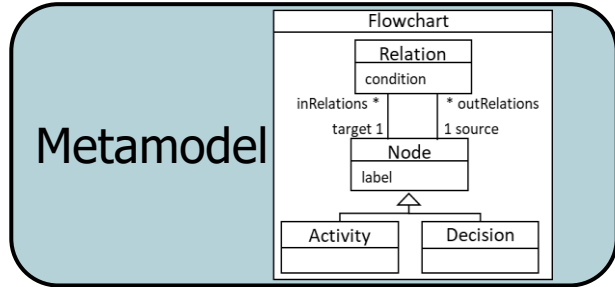 Metamodel
Flowchart
Relation
condition
inRelations * * outRelations
target 1 1 source
Node
label
Activity Decision